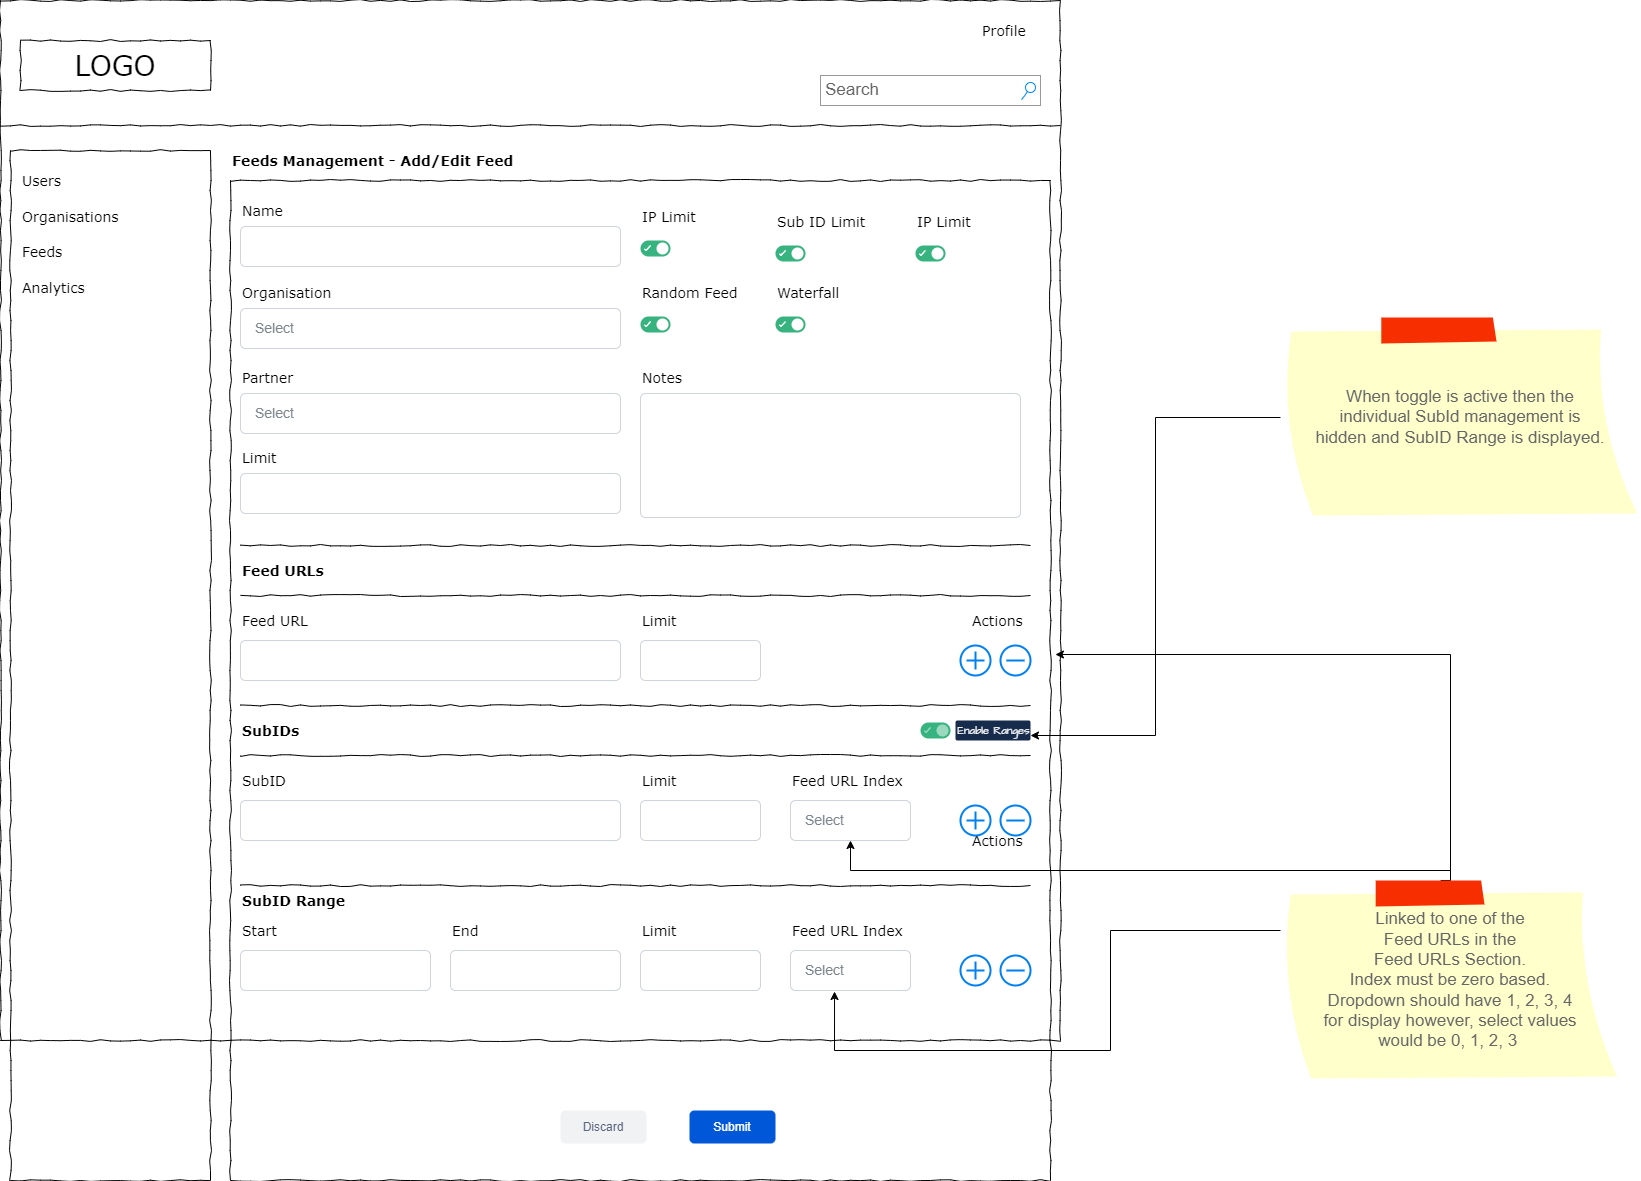 Profile
LOGO
Search
Users
Organisations
Feeds
Analytics
Feeds Management - Add/Edit Feed
Name
IP Limit
Sub ID Limit
IP Limit
Organisation
Select
Random Feed
Waterfall
Partner
Select
Notes
Limit
Feed URLs
Feed URL
Limit
Actions
SubIDs
Enable Ranges
SubID
Limit
Feed URL Index
Select
Actions
SubID Range
Start
End
Limit
Feed URL Index
Select
Discard
Submit
When toggle is active then the
individual SubId management is
hidden and SubID Range is displayed.
Linked to one of the
Feed URLs in the
Feed URLs Section.
Index must be zero based.
Dropdown should have 1, 2, 3, 4
for display however, select values
would be 0, 1, 2, 3